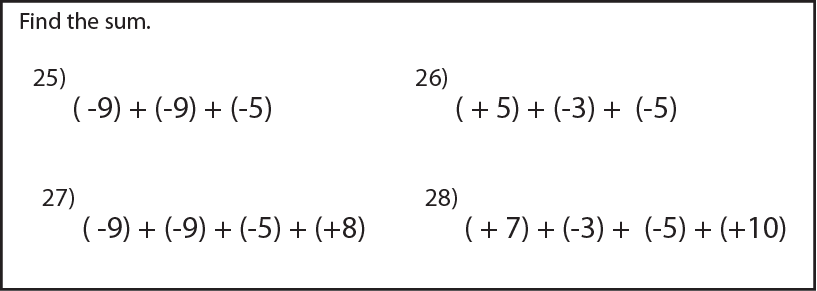 Find the sum.
25) 26)
( -9) + (-9) + (-5) ( + 5) + (-3) + (-5)
27) 28)
( -9) + (-9) + (-5) + (+8) ( + 7) + (-3) + (-5) + (+10)